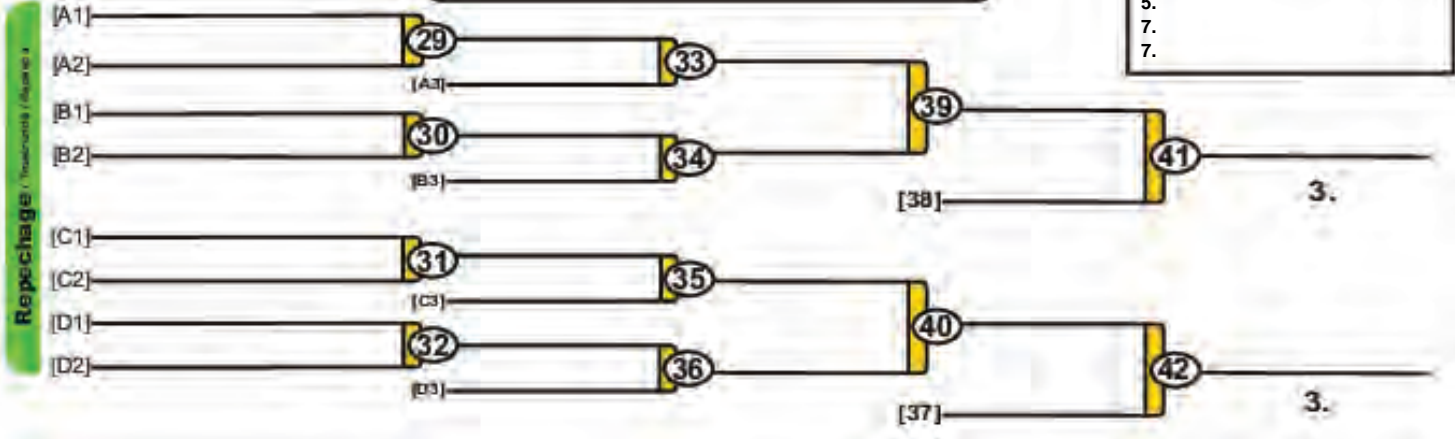 5.
7.
7.
Repechage /
[A1]
29
[A2]
[A3]
33
[B1]
30
[B2]
[B3]
34
39
[38]
41
3.
[C1]
31
[C2]
[C3]
35
[D1]
32
[D2]
[D3]
36
40
[37]
42
3.